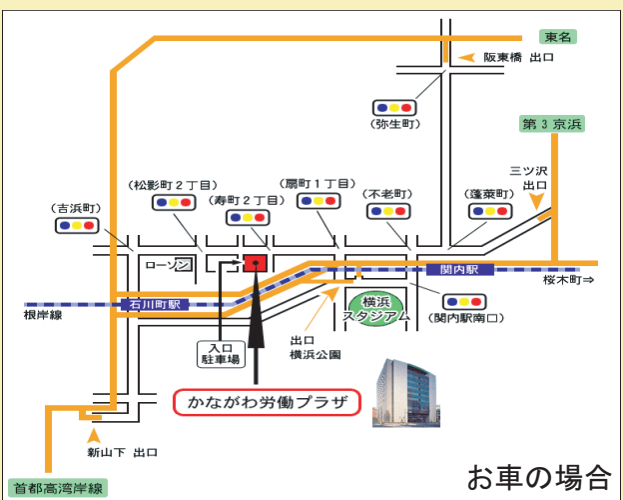 東名
阪東橋 出口
(弥生町)
第3京浜
三ツ沢
出口
(松影町2丁目)
(扇町1丁目)
(不老町)
(蓬莱町)
(吉浜町)
(寿町2丁目)
ローソン
関内駅
桜木町⇒
石川町駅
根岸線
横浜
スタジアム
(関内駅南口)
入口
駐車場
出口
横浜公園
かながわ労働プラザ
新山下 出口
首都高湾岸線
お車の場合